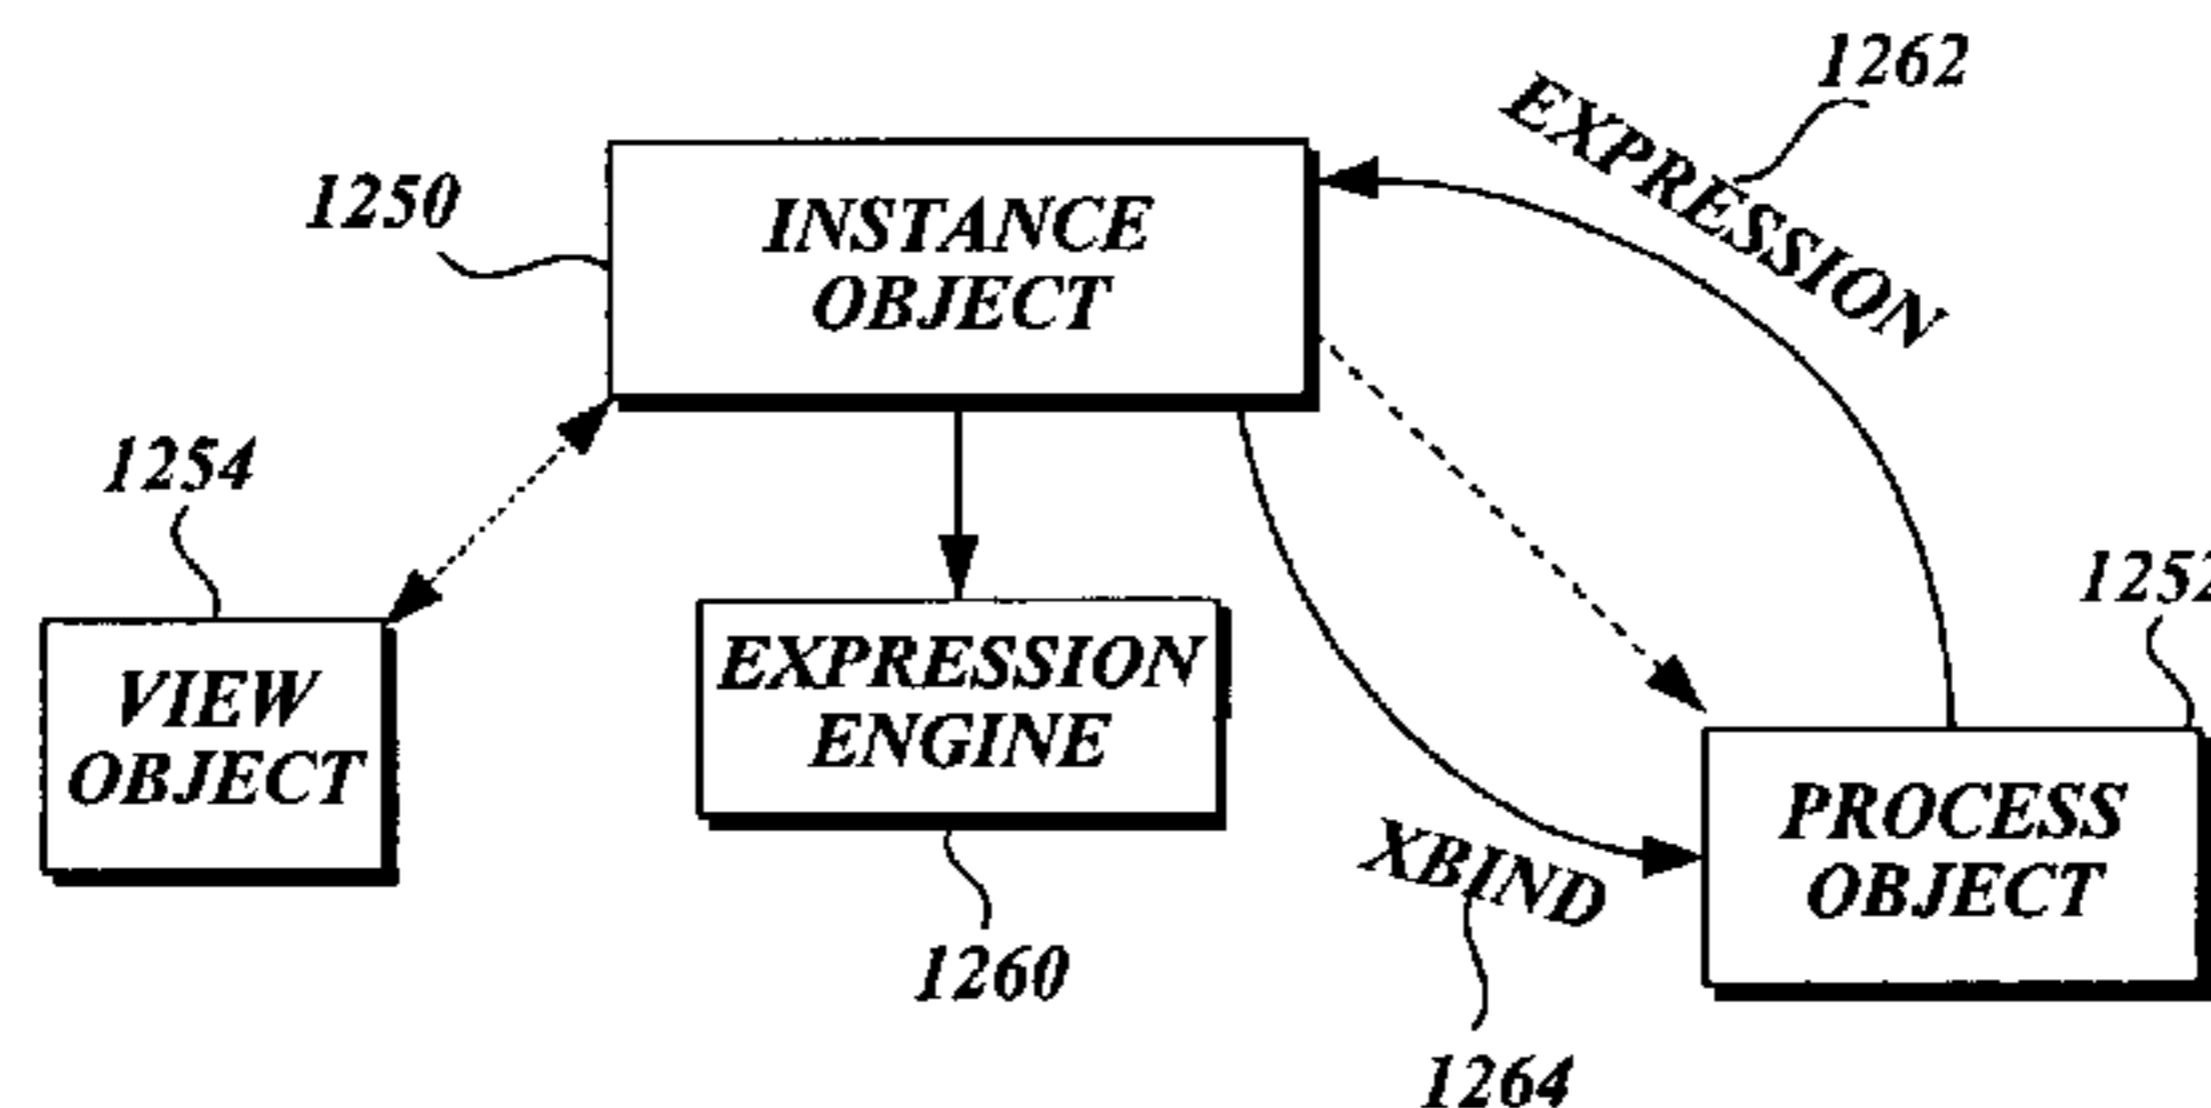 1262
EXPRESSION
1250
INSTANCE
OBJECT
1254
VIEW
OBJECT
EXPRESSION
ENGINE
1260
1252
PROCESS
OBJECT
XBIND
1264